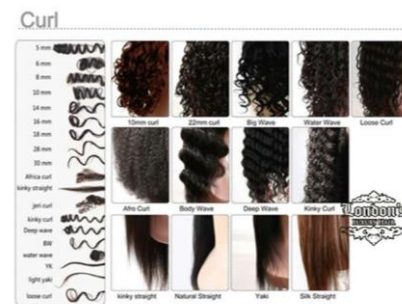 Curl
5 mm
6 mm
8 mm
10 mm
14 mm
16 mm
18 mm
28 mm
30 mm
Africa curl
kinky straight
jeri curl
kinky curl
Deep wave
BW
water wave
YK
light yaki
loose curl
10mm curl
22mm curl
Big Wave
Water Wave
Loose Curl
Afro Curl
Body Wave
Deep Wave
Kinky Curl
London's
LUXURY HAIR
kinky straight
Natural Straight
Yaki
Silk Straight